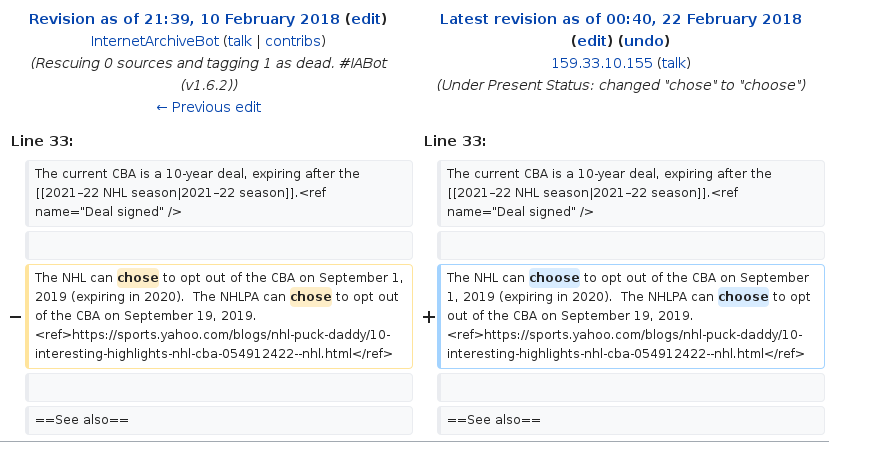 Revision as of 21:39, 10 February 2018 (edit)
InternetArchiveBot (talk | contribs)
(Rescuing 0 sources and tagging 1 as dead. #IABot
(v1.6.2))
← Previous edit
Latest revision as of 00:40, 22 February 2018
(edit) (undo)
159.33.10.155 (talk)
(Under Present Status: changed "chose" to "choose")
Line 33:
Line 33:
The current CBA is a 10-year deal, expiring after the
[[2021–22 NHL season|2021–22 season]].<ref
name="Deal signed" />
The current CBA is a 10-year deal, expiring after the
[[2021–22 NHL season|2021–22 season]].<ref
name="Deal signed" />
−
The NHL can chose to opt out of the CBA on September 1,
2019 (expiring in 2020).  The NHLPA can chose to opt out
of the CBA on September 19, 2019.
<ref>https://sports.yahoo.com/blogs/nhl-puck-daddy/10-
interesting-highlights-nhl-cba-054912422--nhl.html</ref>
+
The NHL can choose to opt out of the CBA on September
1, 2019 (expiring in 2020).  The NHLPA can choose to opt
out of the CBA on September 19, 2019.
<ref>https://sports.yahoo.com/blogs/nhl-puck-daddy/10-
interesting-highlights-nhl-cba-054912422--nhl.html</ref>
==See also==
==See also==